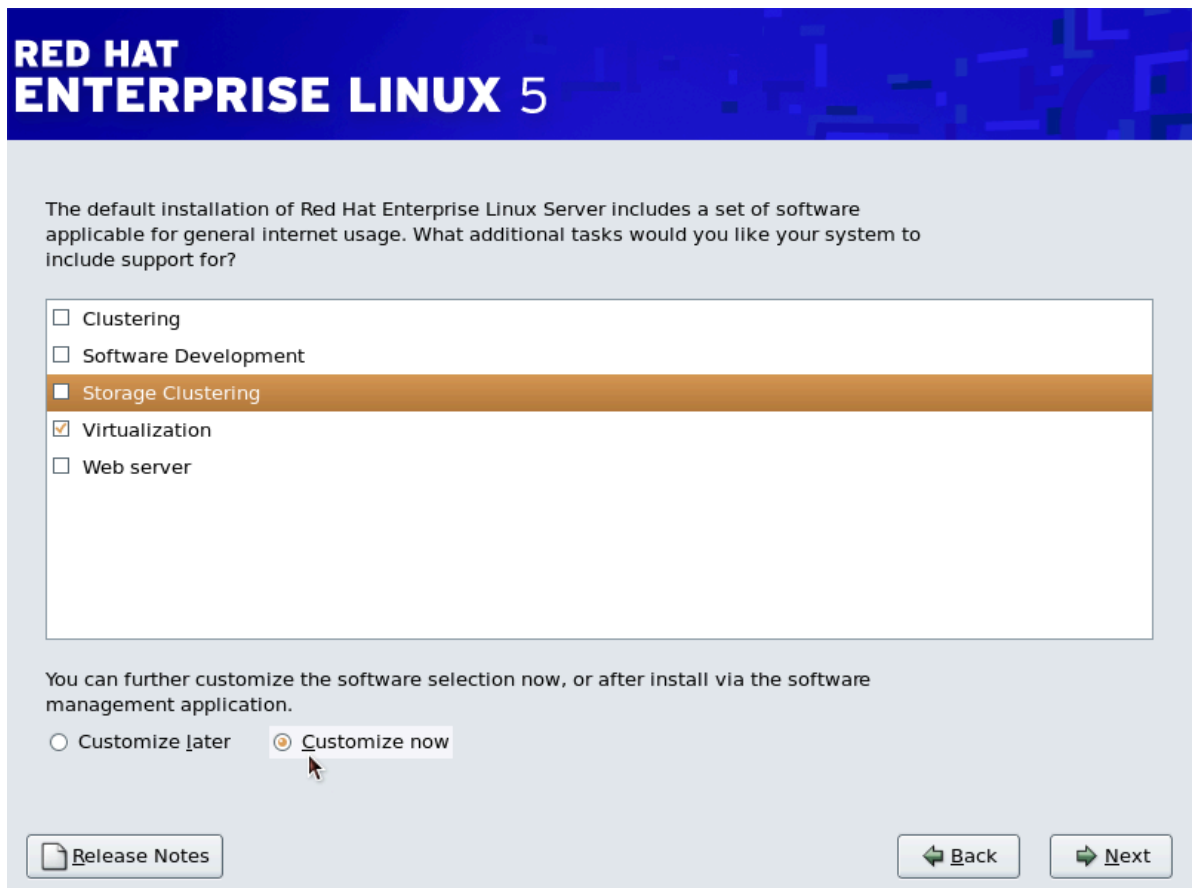 RED HAT
ENTERPRISE LINUX 5
The default installation of Red Hat Enterprise Linux Server includes a set of software
applicable for general internet usage. What additional tasks would you like your system to
include support for?
Clustering
Software Development
Storage Clustering
Virtualization
Web server
You can further customize the software selection now, or after install via the software
management application.
Customize later Customize now
Release Notes Back Next